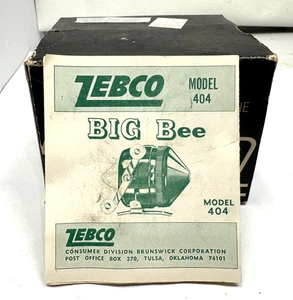 ZEBCO
MODEL
404
BIG Bee
MODEL
404
ZEBCO
CONSUMER DIVISION BRUNSWICK CORPORATION
POST OFFICE BOX 270, TULSA, OKLAHOMA 74101